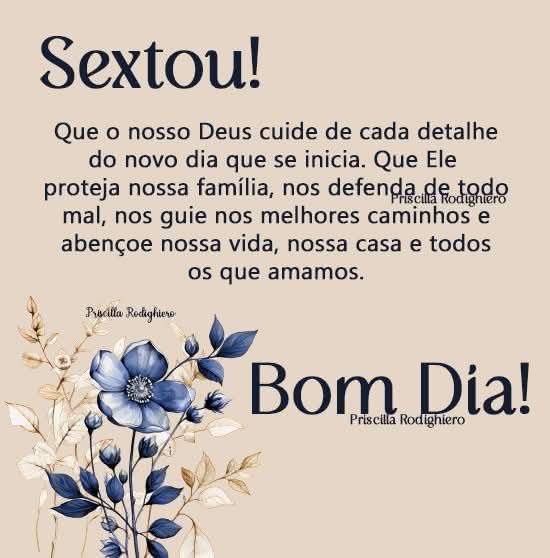 Sextou!
Que o nosso Deus cuide de cada detalhe
do novo dia que se inicia. Que Ele
proteja nossa família, nos defenda de todo
Priscilla Rodighiero
mal, nos guie nos melhores caminhos e
abençoe nossa vida, nossa casa e todos
os que amamos.
Priscilla Rodighiero
Bom Dia!
Priscilla Rodighiero